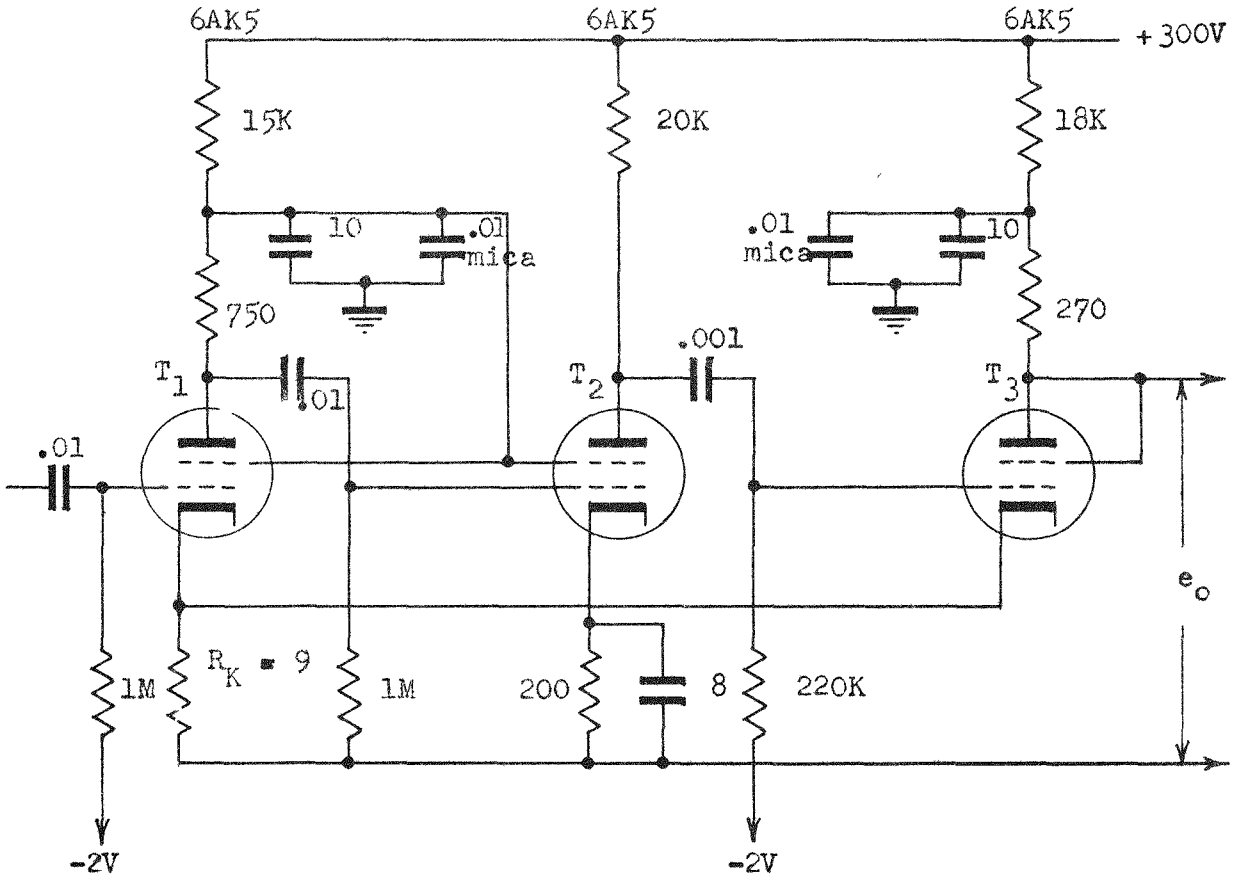 6AK5 6AK5 6AK5
+300V
15K 20K 18K
10 .01 mica .01 mica 10
750 270
.001
T1 .01 T2 T3
.01
eo
RK = 9
1M 1M 200 8 220K
-2V -2V